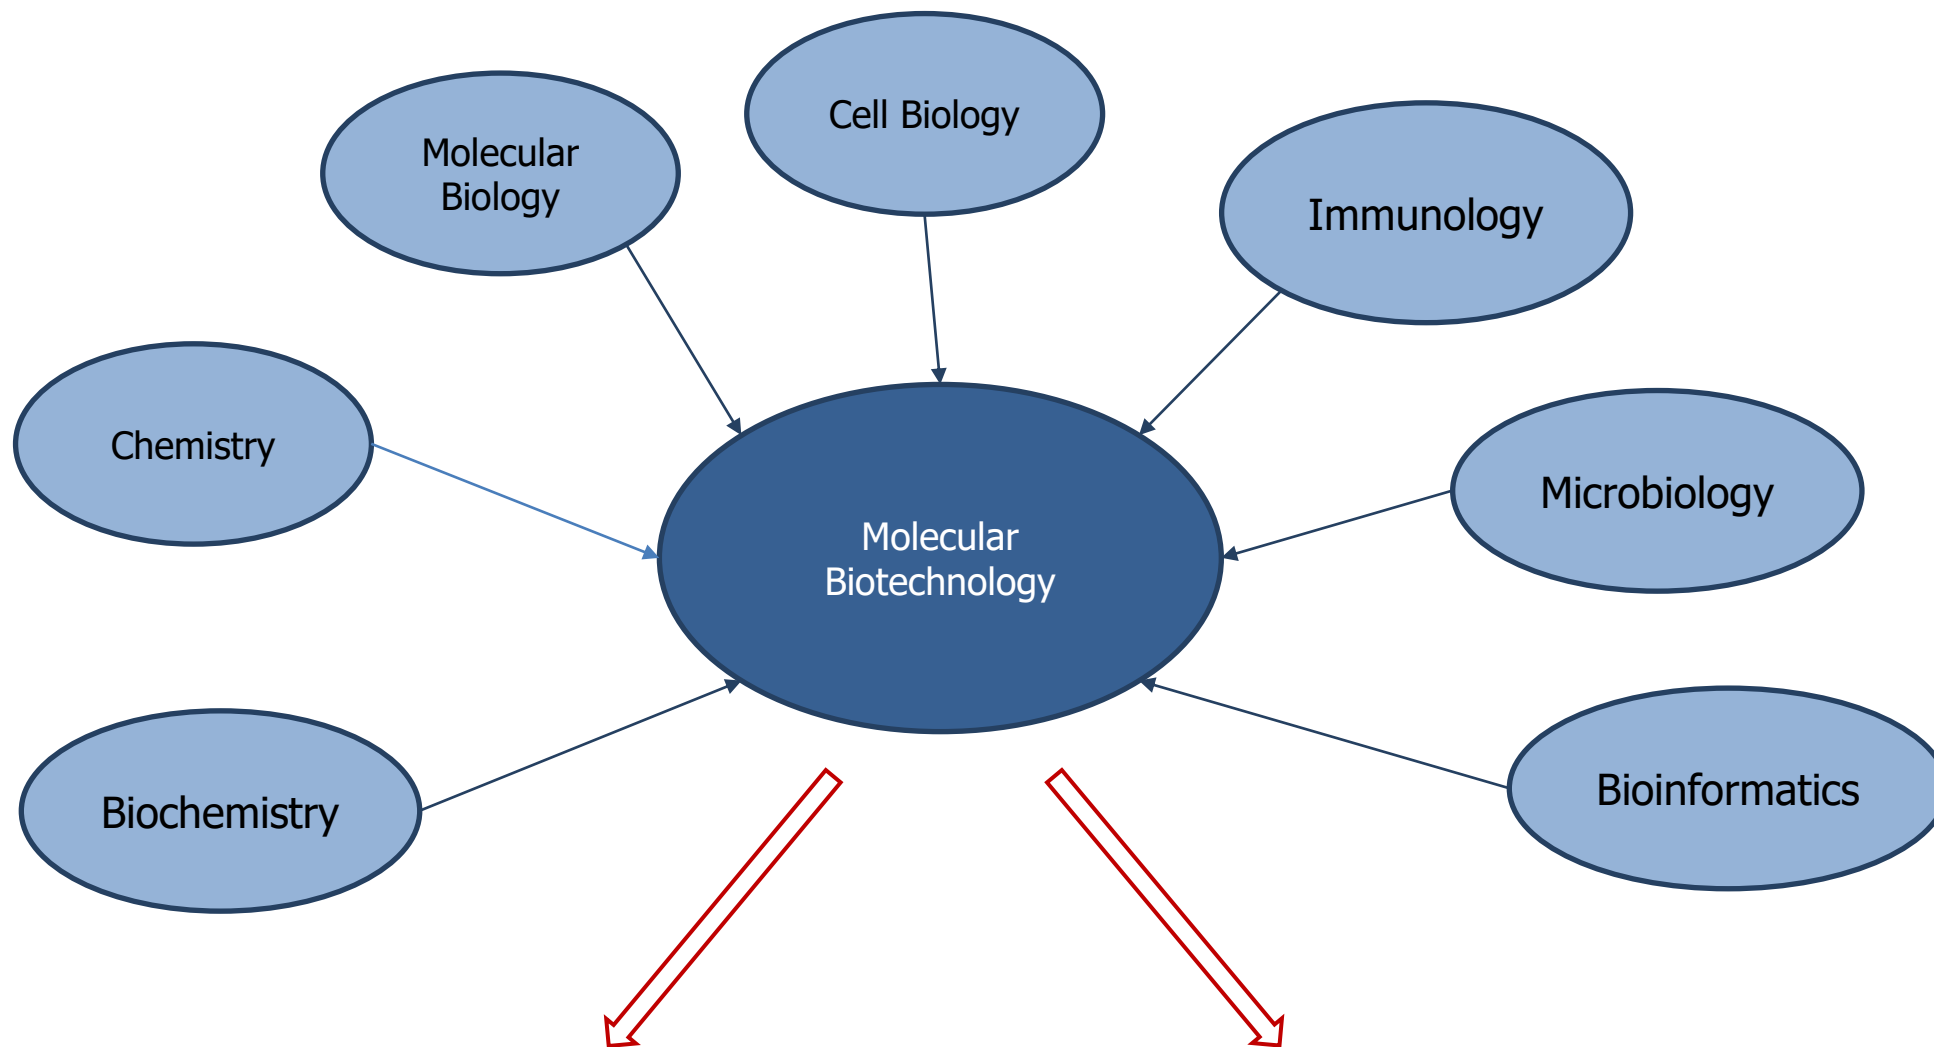 Cell Biology
Molecular
Biology
Immunology
Chemistry
Microbiology
Molecular
Biotechnology
Biochemistry
Bioinformatics